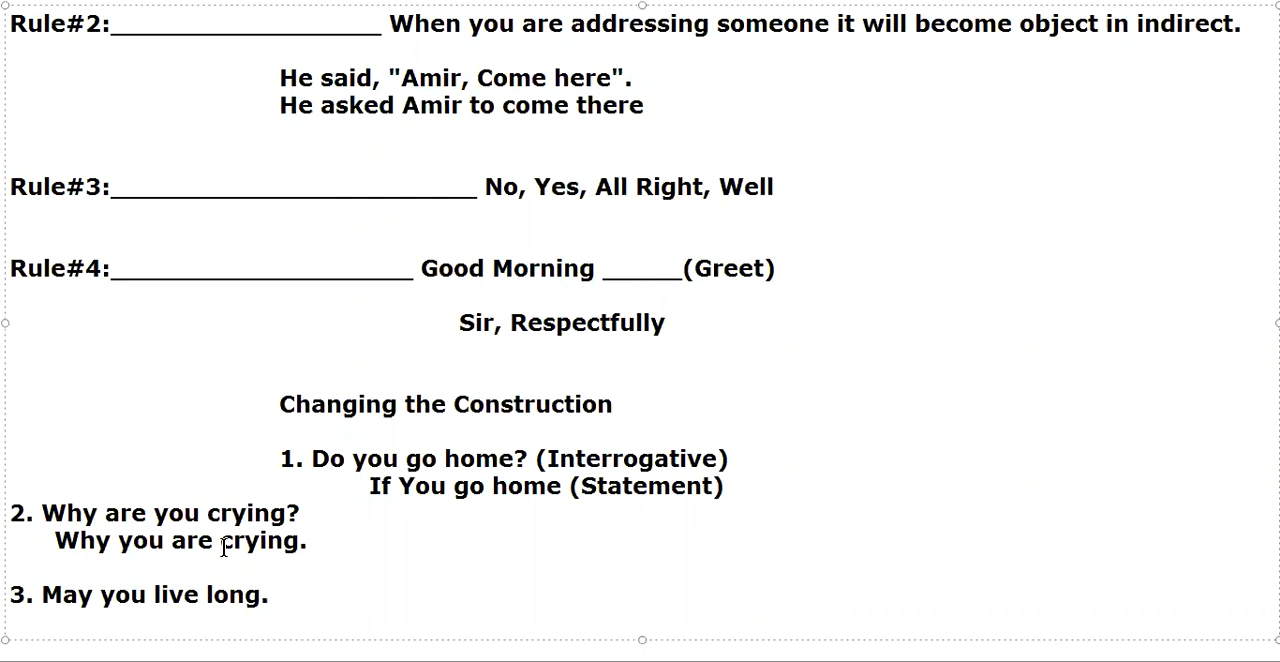 Rule#2:____________________ When you are addressing someone it will become object in indirect.
He said, "Amir, Come here".
He asked Amir to come there
Rule#3:___________________________ No, Yes, All Right, Well
Rule#4:______________________ Good Morning ______(Greet)
Sir, Respectfully
Changing the Construction
1. Do you go home? (Interrogative)
If You go home (Statement)
2. Why are you crying?
Why you are crying.
3. May you live long.